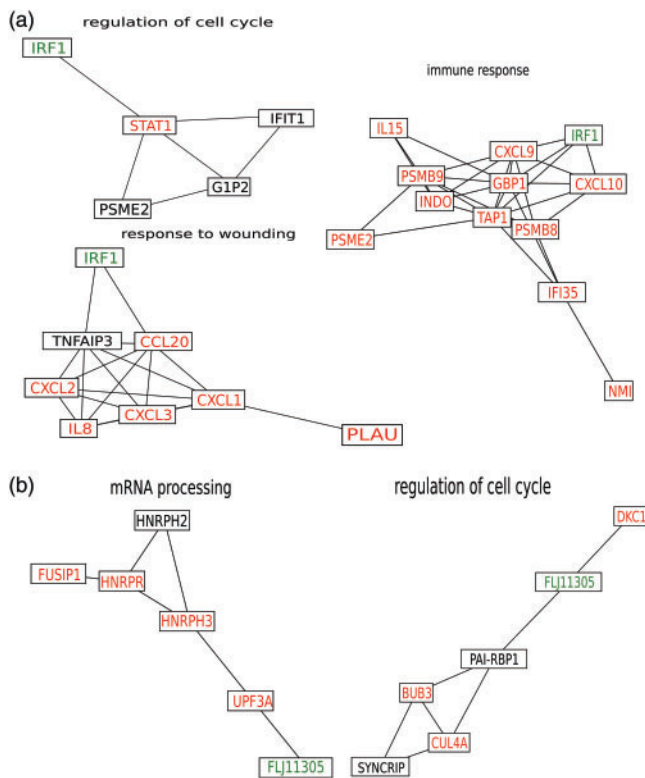 (a)
regulation of cell cycle
IRF1
STAT1
IFIT1
G1P2
PSME2
immune response
IL15
IRF1
CXCL9
PSMB9
GBP1
CXCL10
INDO
TAP1
PSMB8
PSME2
IFI35
NMI
response to wounding
IRF1
TNFAIP3
CCL20
CXCL2
CXCL1
CXCL3
IL8
PLAU
(b)
mRNA processing
HNRPH2
FUSIP1
HNRPR
HNRPH3
UPF3A
FLJ11305
regulation of cell cycle
DKC1
FLJ11305
PAI-RBP1
BUB3
CUL4A
SYNCRIP